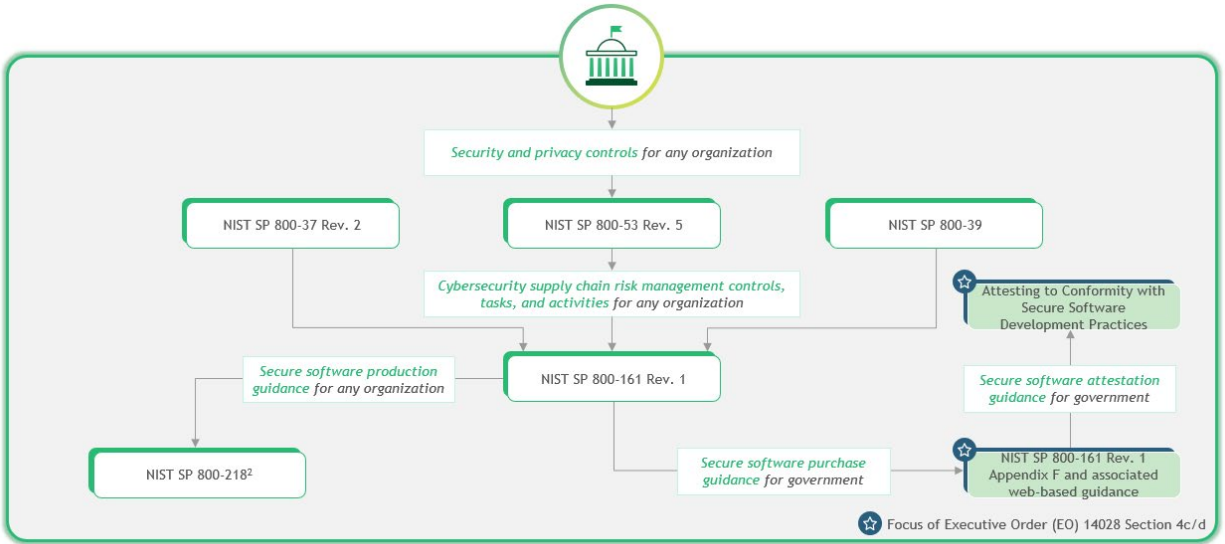 Security and privacy controls for any organization
NIST SP 800-37 Rev. 2
NIST SP 800-53 Rev. 5
NIST SP 800-39
Cybersecurity supply chain risk management controls,
tasks, and activities for any organization
Attesting to Conformity with
Secure Software
Development Practices
Secure software production
guidance for any organization
NIST SP 800-161 Rev. 1
Secure software attestation
guidance for government
NIST SP 800-218²
Secure software purchase
guidance for government
NIST SP 800-161 Rev. 1
Appendix F and associated
web-based guidance
Focus of Executive Order (EO) 14028 Section 4c/d